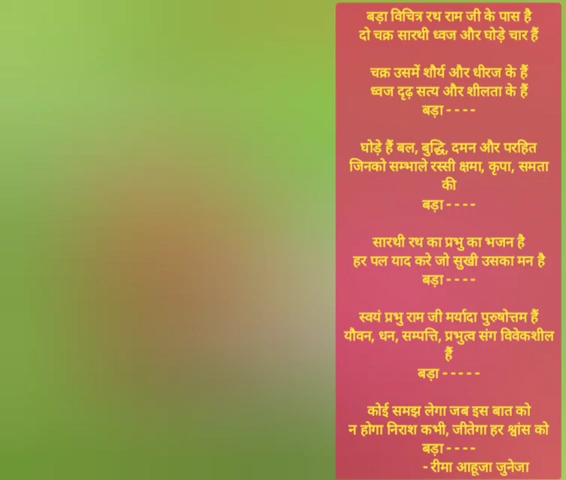 बड़ा विचित्र रथ राम जी के पास है
दो चक्र सारथी ध्वज और घोड़े चार हैं
चक्र उसमें शौर्य और धीरज के हैं
ध्वज दृढ़ सत्य और शीलता के हैं
बड़ा - - - -
घोड़े हैं बल, बुद्धि, दमन और परहित
जिनको सम्भाले रस्सी क्षमा, कृपा, समता
की
बड़ा - - - -
सारथी रथ का प्रभु का भजन है
हर पल याद करे जो सुखी उसका मन है
बड़ा - - - -
स्वयं प्रभु राम जी मर्यादा पुरुषोत्तम हैं
यौवन, धन, सम्पत्ति, प्रभुत्व संग विवेकशील
हैं
बड़ा - - - - -
कोई समझ लेगा जब इस बात को
न होगा निराश कभी, जीतेगा हर श्वांस को
बड़ा - - - -
- रीमा आहूजा जुनेजा